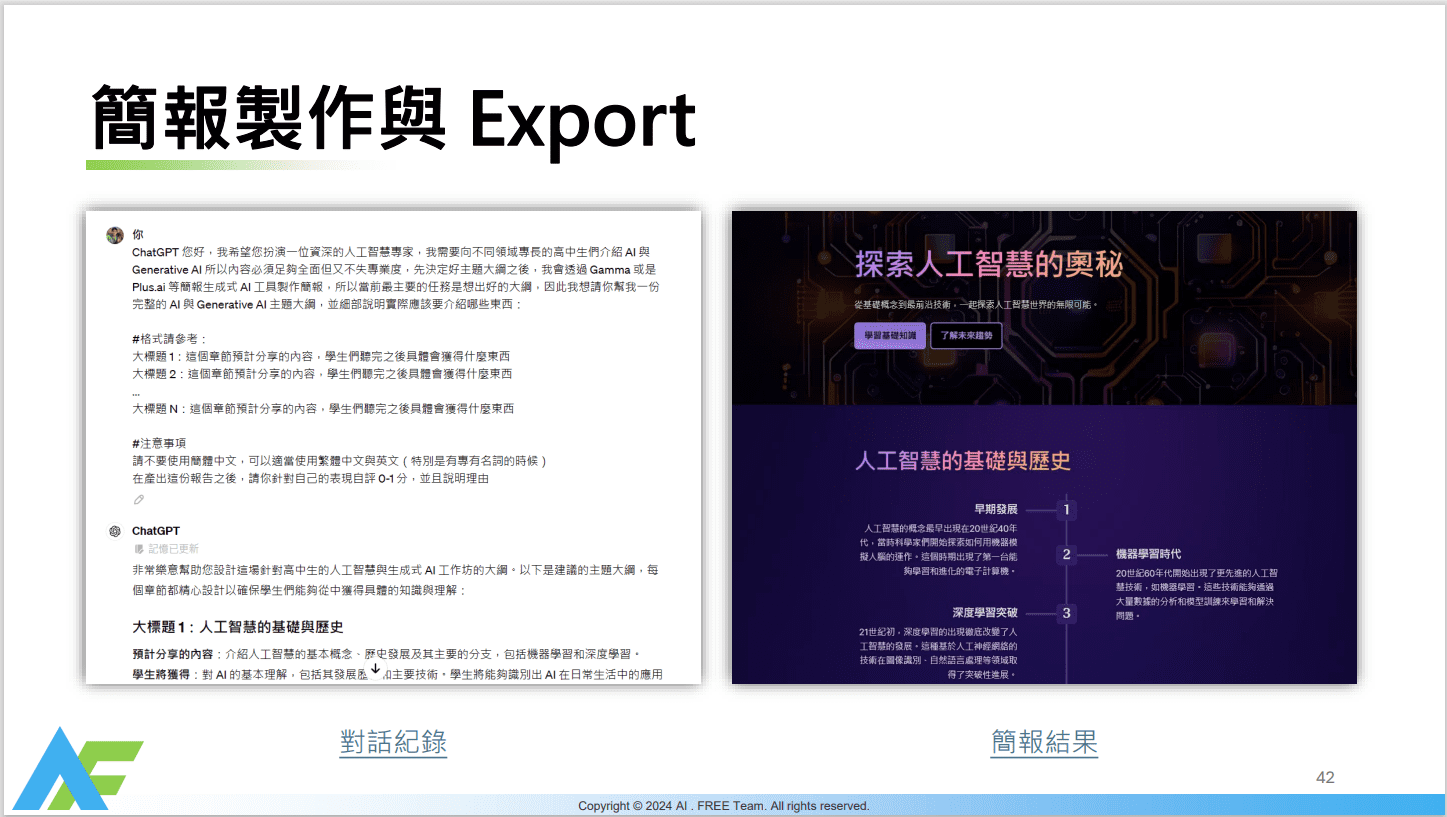 簡報製作與 Export
你
ChatGPT 您好，我希望您扮演一位資深的人工智慧專家，我需要向不同領域專長的高中生們介紹 AI 與
Generative AI 所以內容必須足夠全面但又不失專業度，先決定好主題大綱之後，我會透過 Gamma 或是
Plus.ai 等簡報生成式 AI 工具製作簡報，所以當前最主要的任務是想出好的大綱，因此我想請你幫我一份
完整的 AI 與 Generative AI 主題大綱，並細部說明實際應該要介紹哪些東西：
#格式請參考：
大標題 1：這個章節預計分享的內容，學生們聽完之後具體會獲得什麼東西
大標題 2：這個章節預計分享的內容，學生們聽完之後具體會獲得什麼東西
...
大標題 N：這個章節預計分享的內容，學生們聽完之後具體會獲得什麼東西
#注意事項
請不要使用簡體中文，可以適當使用繁體中文與英文（特別是有專有名詞的時候）
在產出這份報告之後，請你針對自己的表現自評 0-1 分，並且說明理由
ChatGPT
記憶已更新
非常樂意幫助您設計這場針對高中生的人工智慧與生成式 AI 工作坊的大綱。以下是建議的主題大綱，每
個章節都精心設計以確保學生們能夠從中獲得具體的知識與理解：
大標題 1：人工智慧的基礎與歷史
預計分享的內容：介紹人工智慧的基本概念、歷史發展及其主要的分支，包括機器學習和深度學習。
學生將獲得：對 AI 的基本理解，包括其發展 和主要技術。學生將能夠識別出 AI 在日常生活中的應用
探索人工智慧的奧秘
從基礎概念到最前沿技術，一起探索人工智慧世界的無限可能。
學習基礎知識
了解未來趨勢
人工智慧的基礎與歷史
早期發展
1
人工智慧的概念最早出現在20世紀40年
代，當時科學家們開始探索如何用機器模
擬人腦的運作。這個時期出現了第一台能
夠學習和進化的電子計算機。
2
機器學習時代
20世紀60年代開始出現了更先進的人工智
慧技術，如機器學習。這些技術能夠通過
大量數據的分析和模型訓練來學習和解決
問題。
深度學習突破
3
21世紀初，深度學習的出現徹底改變了人
工智慧的發展。這種基於人工神經網絡的
技術在圖像識別、自然語言處理等領域取
得了突破性進展。
對話紀錄
簡報結果
42
Copyright © 2024 AI . FREE Team. All rights reserved.